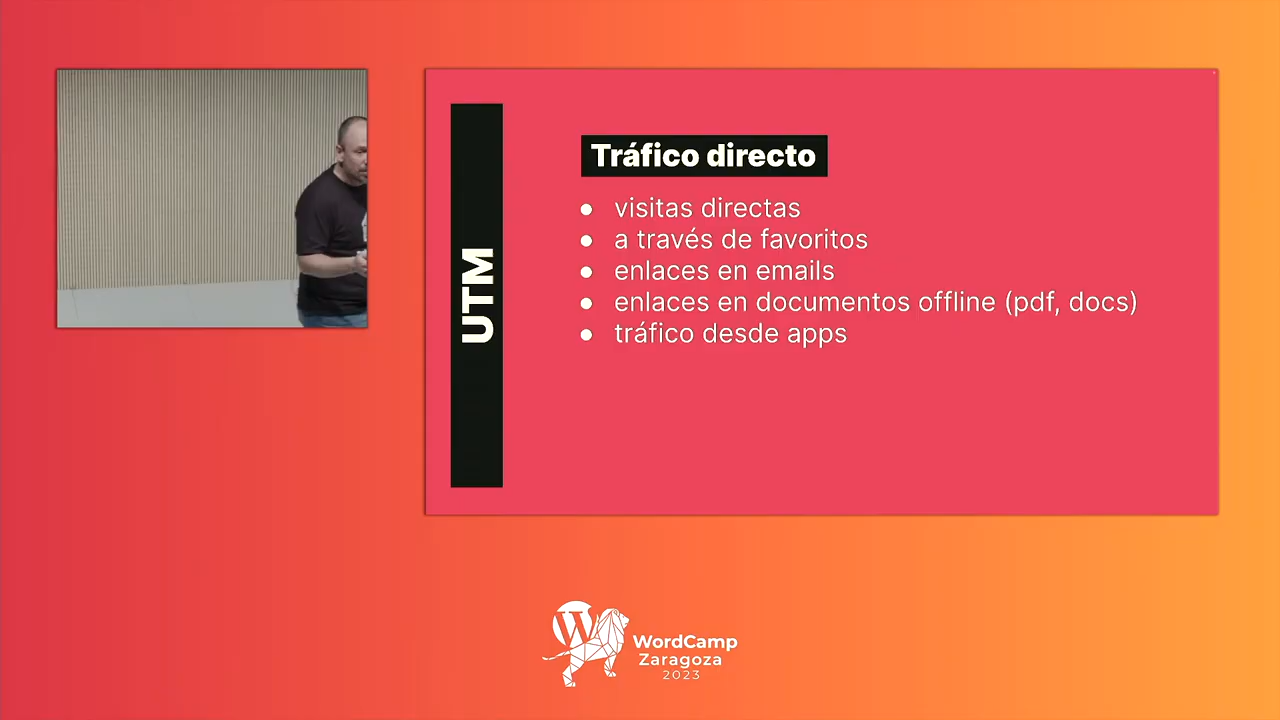 UTM
Tráfico directo
● visitas directas
● a través de favoritos
● enlaces en emails
● enlaces en documentos offline (pdf, docs)
● tráfico desde apps
W
WordCamp
Zaragoza
2023